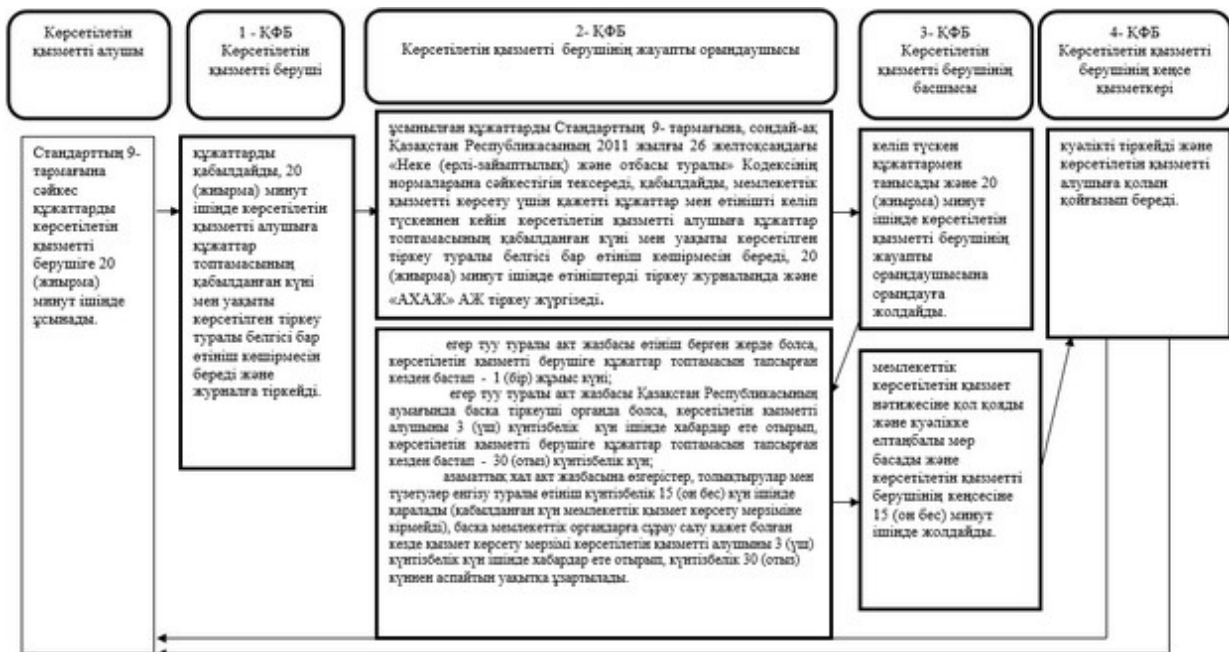 Көрсетілетін
қызметті алушы
1 - ҚФБ
Көрсетілетін
қызметті беруші
2- ҚФБ
Көрсетілетін қызметті берушінің жауапты орындаушысы
3- ҚФБ
Көрсетілетін
қызметті берушінің
басшысы
4- ҚФБ
Көрсетілетін қызметті
берушінің кеңсе
қызметкері
Стандарттың 9-
тармағына
сәйкес
құжаттарды
көрсетілетін
қызметті
берушіге 20
(жиырма)
минут ішінде
ұсынады.
құжаттарды
қабылдайды, 20
(жиырма) минут
ішінде көрсетілетін
қызметті алушыға
құжаттар
топтамасының
қабылданған күні
мен уақыты
көрсетілген тіркеу
туралы белгісі бар
өтініш көшірмесін
береді және
журналға тіркейді.
ұсынылған құжаттарды Стандарттың 9- тармағына, сондай-ақ
Қазақстан Республикасының 2011 жылғы 26 желтоқсандағы
«Неке (ерлі-зайыптылық) және отбасы туралы» Кодексінің
нормаларына сәйкестігін тексереді, қабылдайды, мемлекеттік
қызметті көрсету үшін қажетті құжаттар мен өтінішті келіп
түскеннен кейін көрсетілетін қызметті алушыға құжаттар
топтамасының қабылданған күні мен уақыты көрсетілген
тіркеу туралы белгісі бар өтініш көшірмесін береді, 20
(жиырма) минут ішінде өтініштерді тіркеу журналында және
«АХАЖ» АЖ тіркеу жүргізеді.
егер туу туралы акт жазбасы өтініш берген жерде болса,
көрсетілетін қызметті берушіге құжаттар топтамасын тапсырған
кезден бастап - 1 (бір) жұмыс күні;
егер туу туралы акт жазбасы Қазақстан Республикасының
аумағында басқа тіркеуші органда болса, көрсетілетін қызметті
алушыны 3 (үш) күнтізбелік күн ішінде хабардар ете отырып,
көрсетілетін қызметті берушіге құжаттар топтамасын тапсырған
кезден бастап - 30 (отыз) күнтізбелік күн;
азаматтық хал акт жазбасына өзгерістер, толықтырулар мен
түзетулер енгізу туралы өтініш күнтізбелік 15 (он бес) күн ішінде
қаралады (қабылданған күн мемлекеттік қызмет көрсету мерзіміне
кірмейді), басқа мемлекеттік органдарға сұрау салу қажет болған
кезде қызмет көрсету мерзімі көрсетілетін қызметті алушыны 3 (үш)
күнтізбелік күн ішінде хабардар ете отырып, күнтізбелік 30 (отыз)
күннен аспайтын уақытқа ұзартылады.
келіп түскен
құжаттармен
танысады және 20
(жиырма) минут
ішінде көрсетілетін
қызметті берушінің
жауапты
орындаушысына
орындауға
жолдайды.
мемлекеттік
көрсетілетін қызмет
нәтижесіне қол қояды
және куәлікке
елтаңбалы мөр
басады және
көрсетілетін қызметті
берушінің кеңсесіне
15 (он бес) минут
ішінде жолдайды.
куәлікті тіркейді және
көрсетілетін қызметті
алушыға қолын
қойғызып береді.